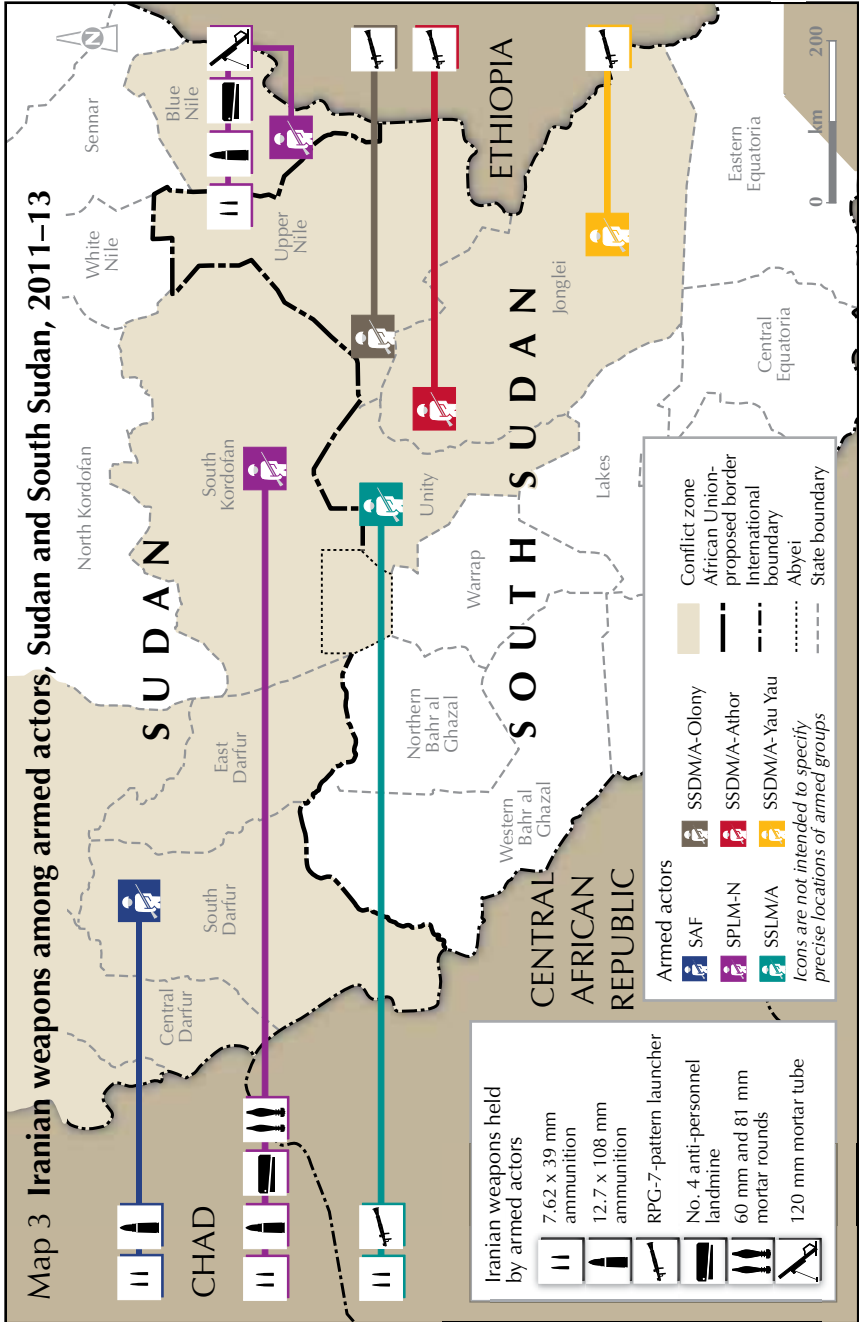 Map 3 Iranian weapons among armed actors, Sudan and South Sudan, 2011–13
N
SUDAN
North Kordofan
White
Nile
Sennar
Blue
Nile
Central
Darfur
South
Darfur
East
Darfur
South
Kordofan
Upper
Nile
CHAD
CENTRAL
AFRICAN
REPUBLIC
SOUTH SUDAN
Western
Bahr al
Ghazal
Northern
Bahr al
Ghazal
Warrap
Unity
Lakes
Jonglei
Central
Equatoria
Eastern
Equatoria
ETHIOPIA
Iranian weapons held
by armed actors
7.62 x 39 mm
ammunition
12.7 x 108 mm
ammunition
RPG-7-pattern launcher
No. 4 anti-personnel
landmine
60 mm and 81 mm
mortar rounds
120 mm mortar tube
Armed actors
SAF
SPLM-N
SSLM/A
SSDM/A-Olony
SSDM/A-Athor
SSDM/A-Yau Yau
Icons are not intended to specify
precise locations of armed groups
Conflict zone
African Union-
proposed border
International
boundary
Abyei
State boundary
0 km 200